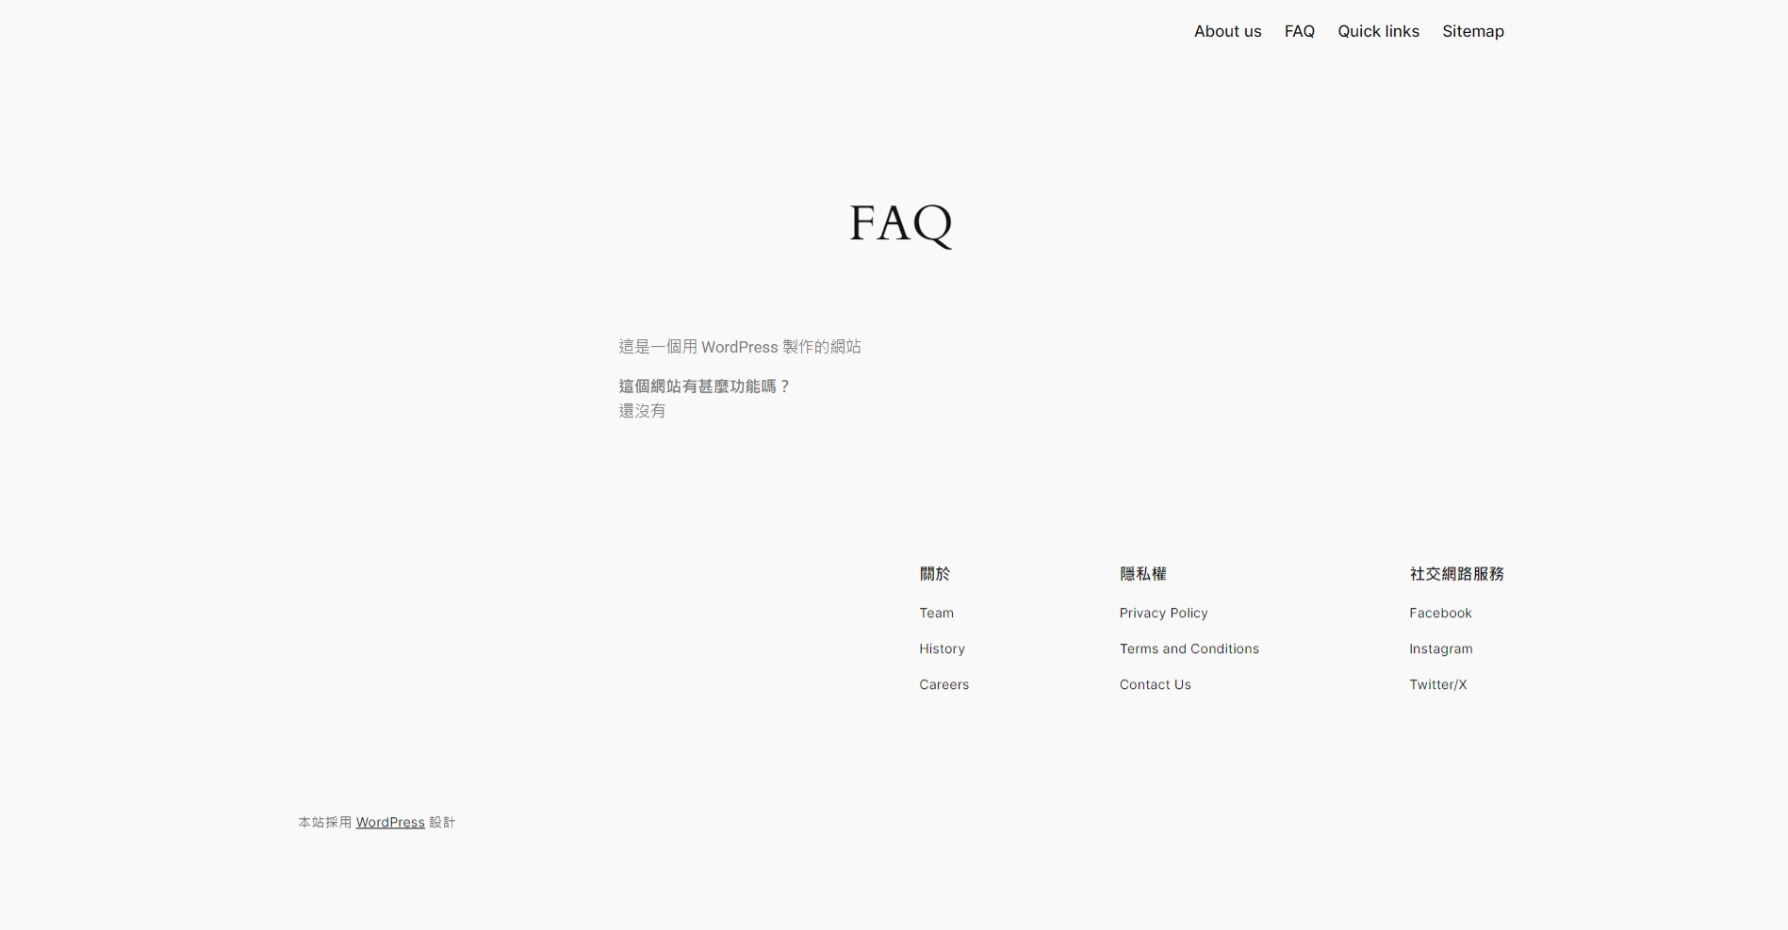 About us FAQ Quick links Sitemap
FAQ
這是一個用 WordPress 製作的網站
這個網站有甚麼功能嗎？
還沒有
關於
Team
History
Careers
隱私權
Privacy Policy
Terms and Conditions
Contact Us
社交網路服務
Facebook
Instagram
Twitter/X
本站採用 WordPress 設計